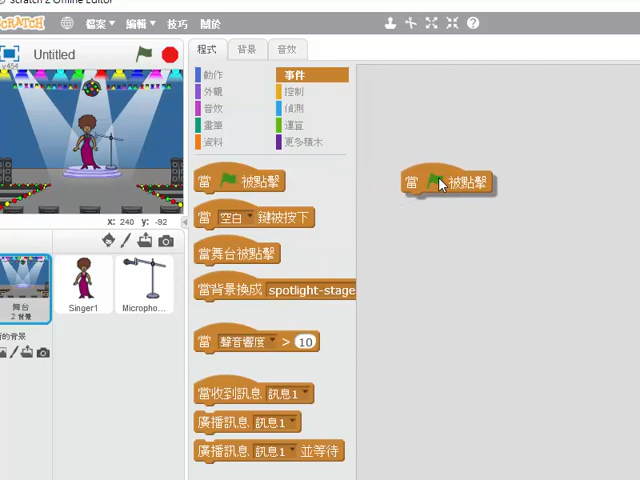 Scratch 2 Offline Editor
SCRATCH 檔案 編輯 技巧 關於
Untitled
y454
程式 背景 音效
動作 事件
外觀 控制
音效 偵測
畫筆 運算
資料 更多積木
當 被點擊
當 空白 鍵被按下
當舞台被點擊
當背景換成 spotlight-stage
當 聲音響度 > 10
當收到訊息 訊息1
廣播訊息 訊息1
廣播訊息 訊息1 並等待
當 被點擊
x: 240 y: -92
舞台
2 背景
Singer1
Micropho...
的背景